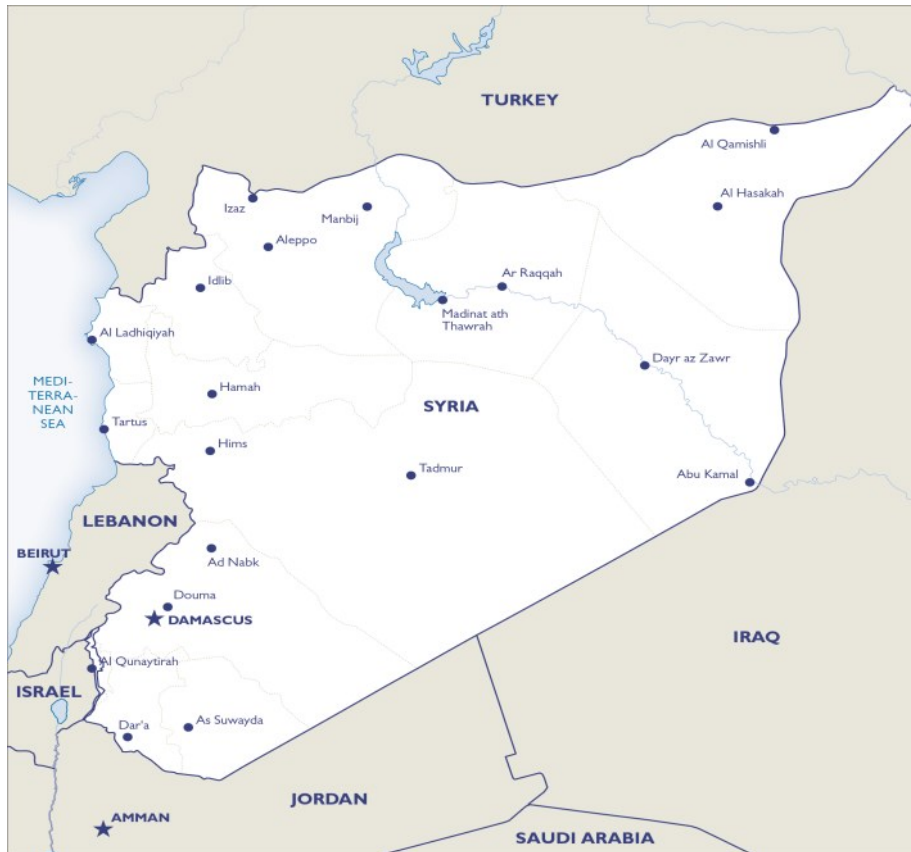 TURKEY
Al Qamishli
Al Hasakah
Izaz
Manbij
Aleppo
Idlib
Ar Raqqah
Madinat ath
Thawrah
Al Ladhiqiyah
Dayr az Zawr
MEDI-
TERRA-
NEAN
SEA
Hamah
SYRIA
Tartus
Hims
Tadmur
Abu Kamal
LEBANON
BEIRUT
Ad Nabk
Douma
DAMASCUS
IRAQ
Al Qunaytirah
ISRAEL
Dar'a
As Suwayda
JORDAN
AMMAN
SAUDI ARABIA